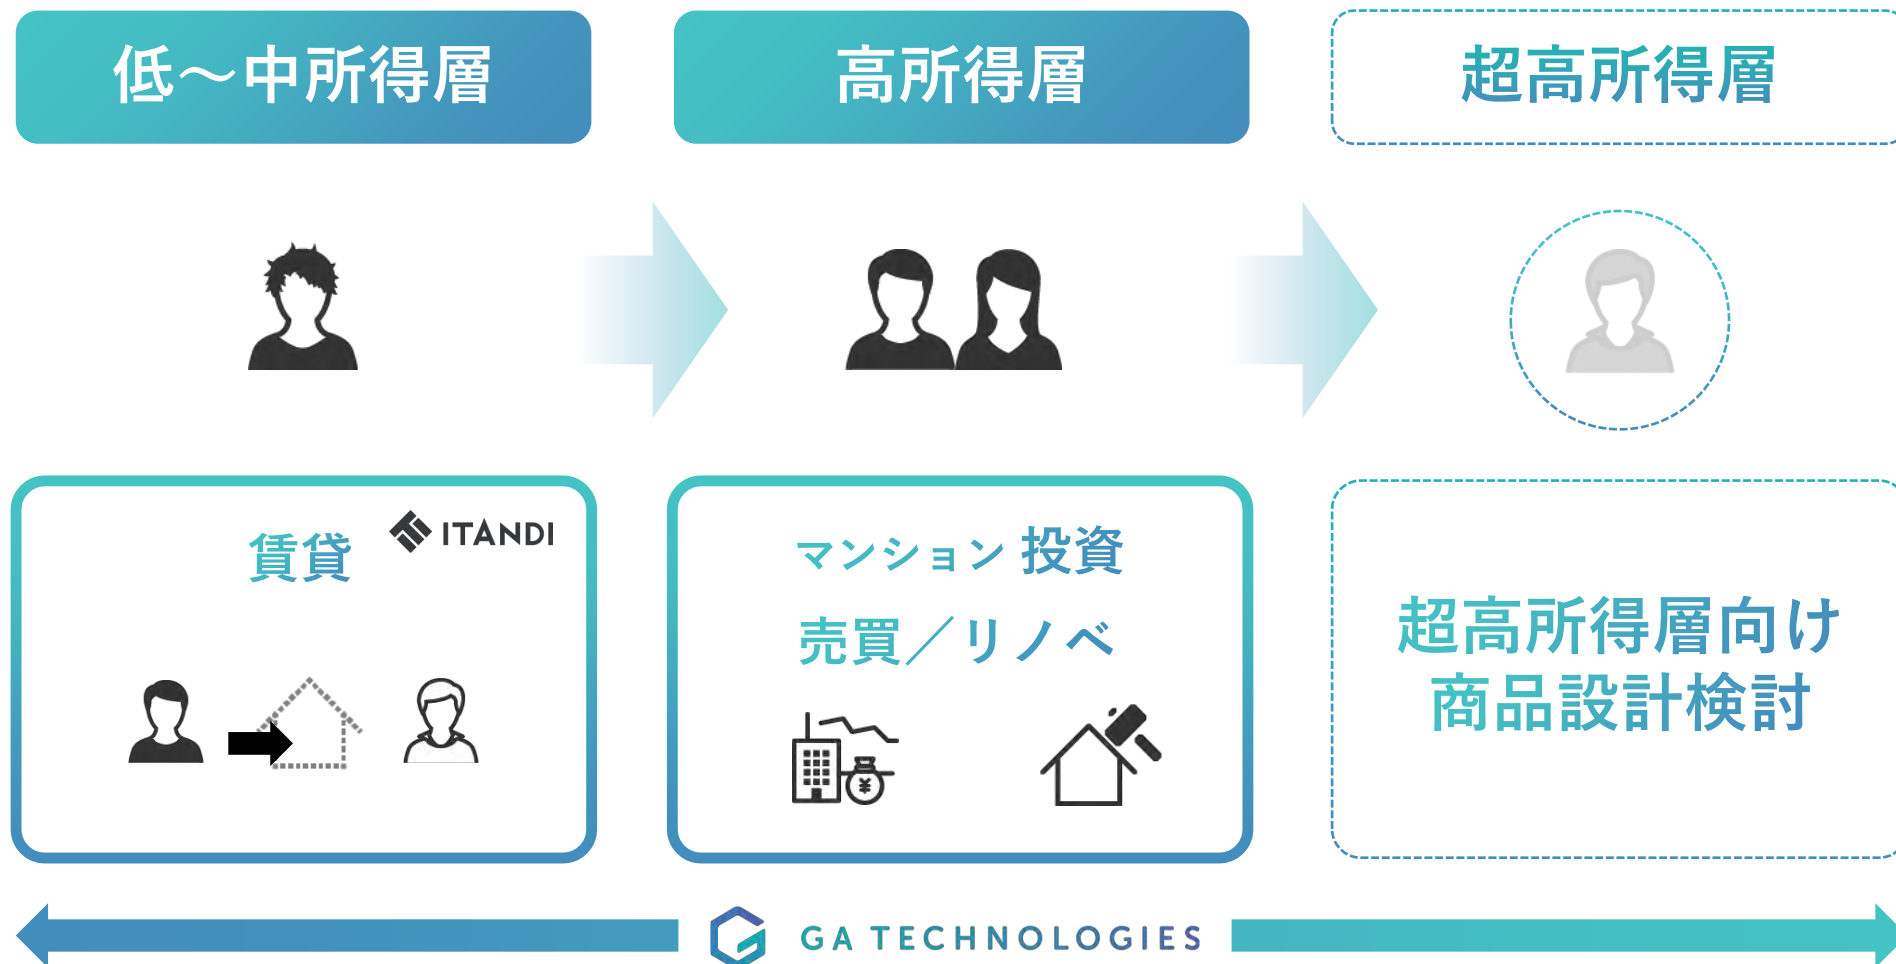 低～中所得層
高所得層
超高所得層
賃貸
ITANDI
マンション 投資
売買／リノベ
¥
超高所得層向け
商品設計検討
GA TECHNOLOGIES